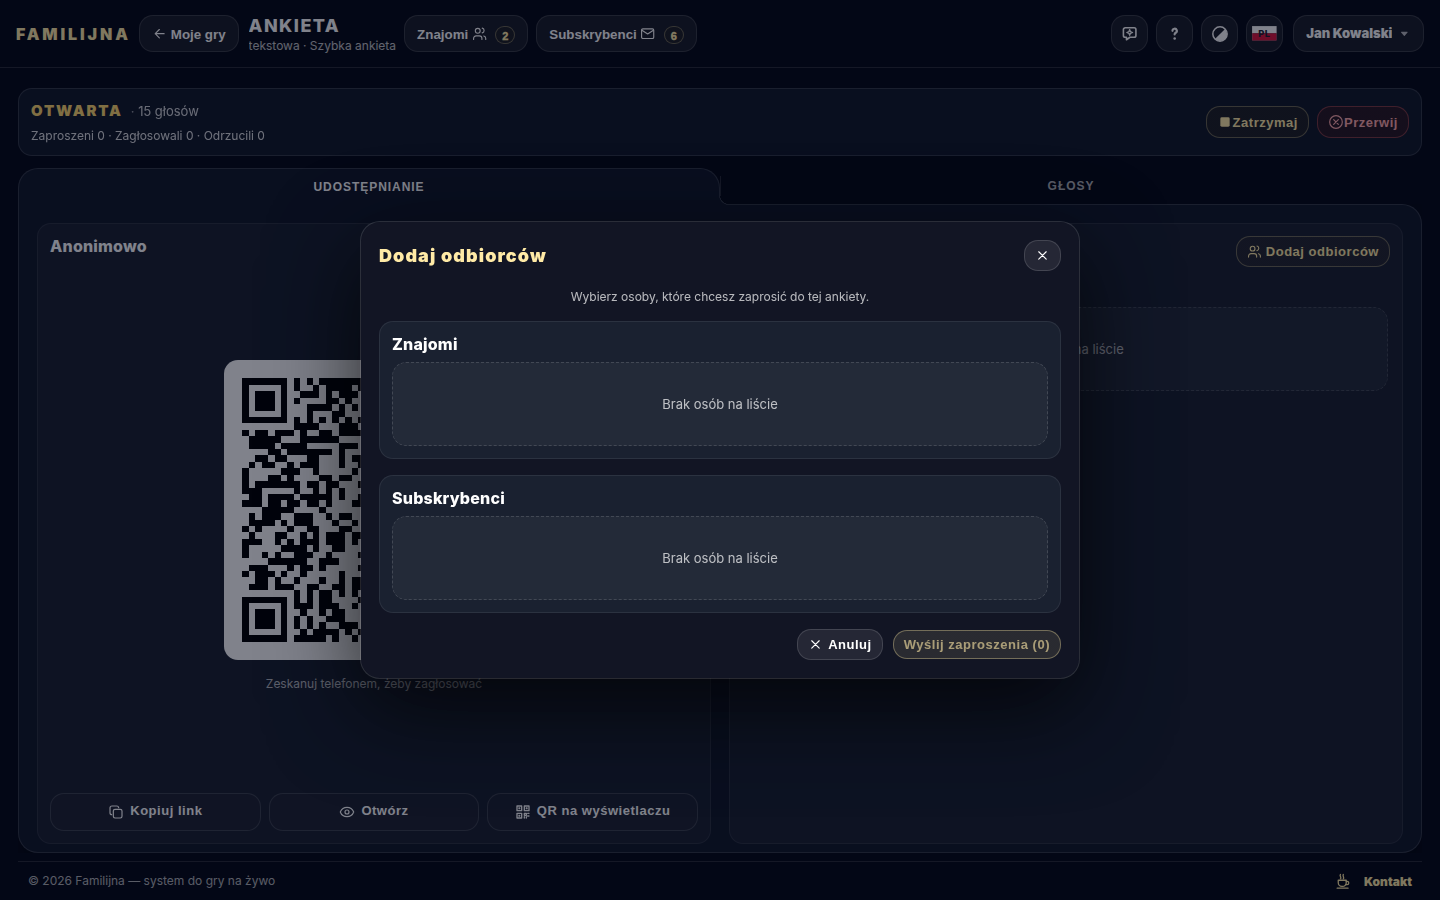 FAMILIJNA
Moje gry
ANKIETA
tekstowa · Szybka ankieta
Znajomi 2
Subskrybenci 6
?
PL
Jan Kowalski
OTWARTA · 15 głosów
Zaproszeni 0 · Zagłosowali 0 · Odrzucili 0
Zatrzymaj
Przerwij
UDOSTĘPNIANIE
GŁOSY
Anonimowo
Dodaj odbiorców
na liście
Dodaj odbiorców
Wybierz osoby, które chcesz zaprosić do tej ankiety.
Znajomi
Brak osób na liście
Subskrybenci
Brak osób na liście
Anuluj
Wyślij zaproszenia (0)
Zeskanuj telefonem, żeby zagłosować
Kopiuj link
Otwórz
QR na wyświetlaczu
© 2026 Familijna — system do gry na żywo
Kontakt